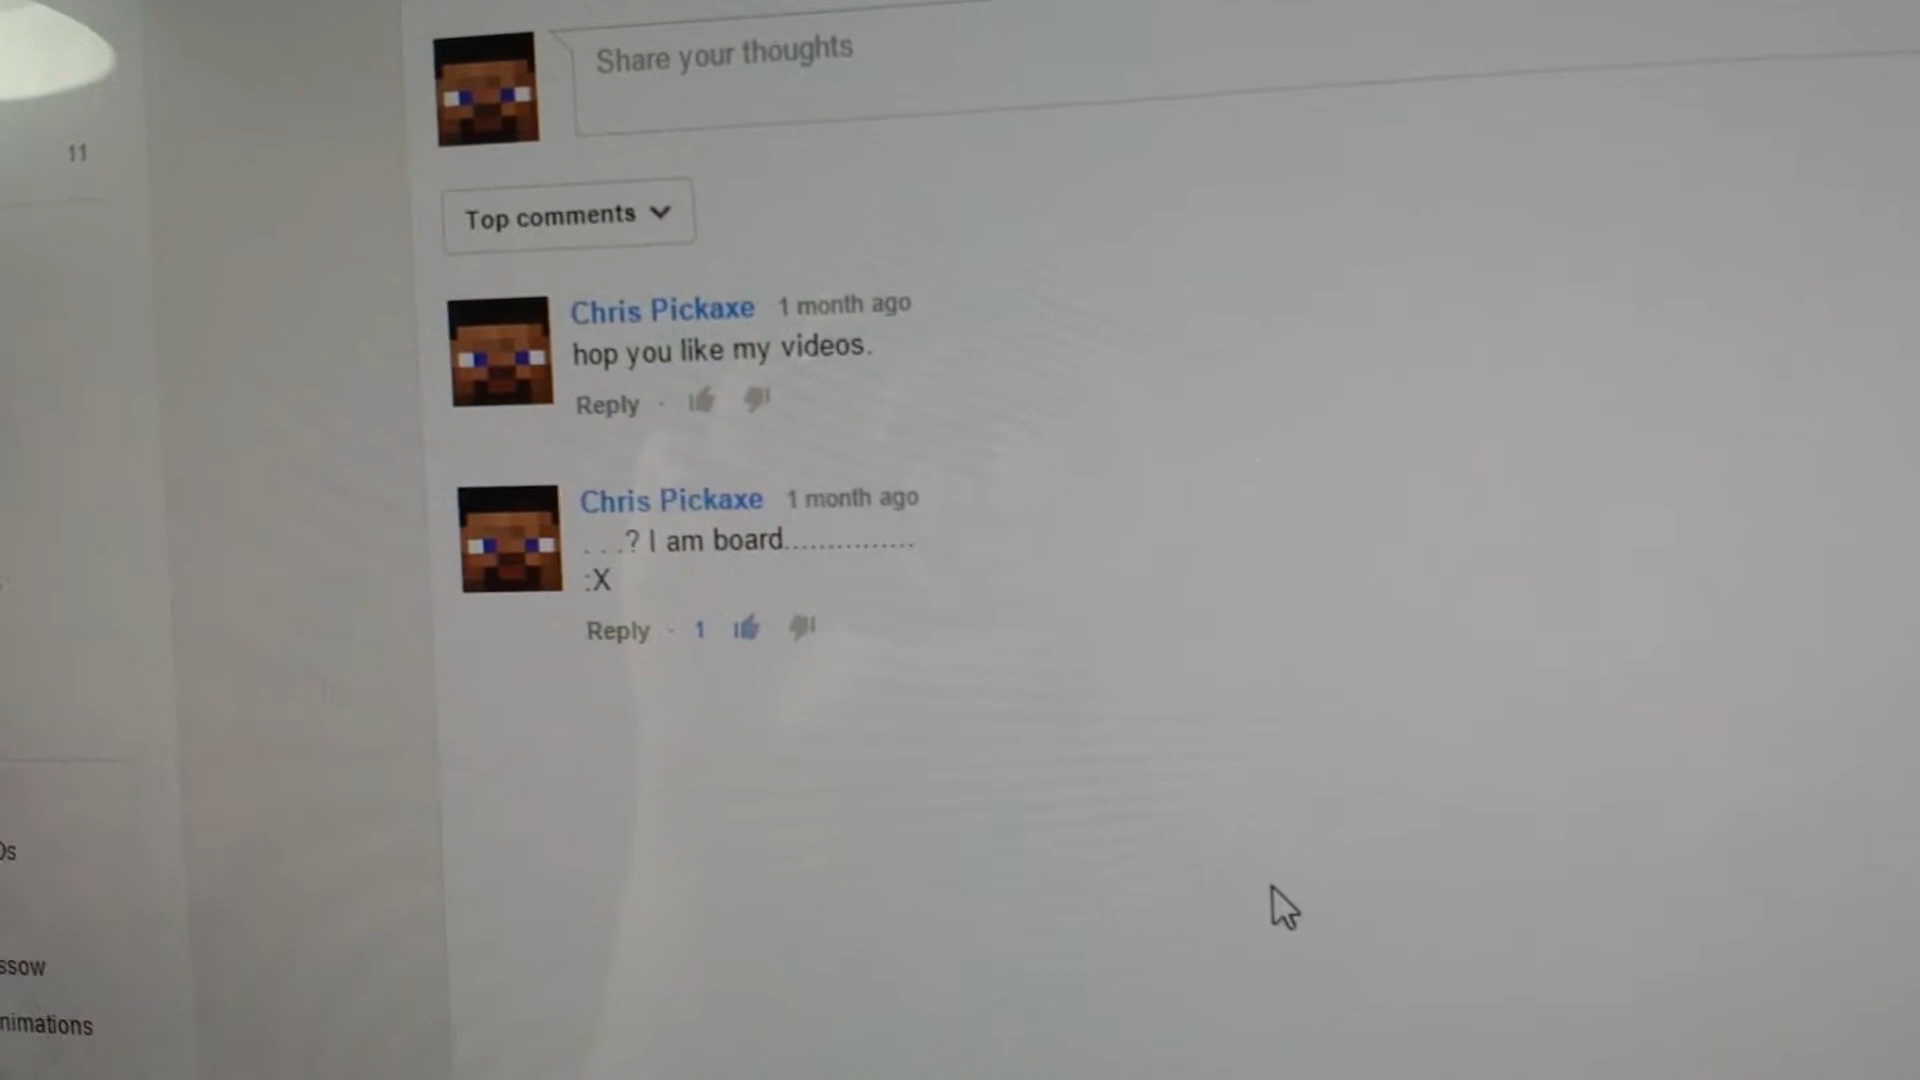 Share your thoughts
11
Top comments
Chris Pickaxe 1 month ago
hop you like my videos.
Reply
Chris Pickaxe 1 month ago
. . .? I am board...............
:X
Reply · 1
ssow
nimations